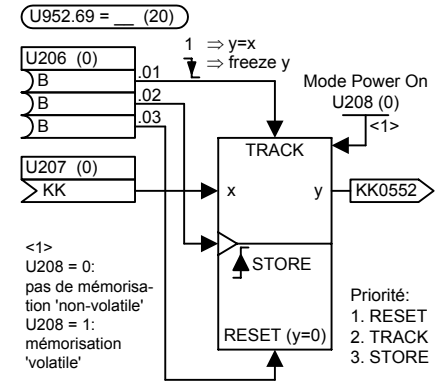 U952.69 = __ (20)
U206 (0)
B
.01
B
.02
B
.03
1 ⇒ y=x
⇒ freeze y
Mode Power On
U208 (0)
<1>
TRACK
U207 (0)
KK
x
y
KK0552
STORE
RESET (y=0)
<1>
U208 = 0:
pas de mémorisa-
tion 'non-volatile'
U208 = 1:
mémorisation
'volatile'
Priorité:
1. RESET
2. TRACK
3. STORE